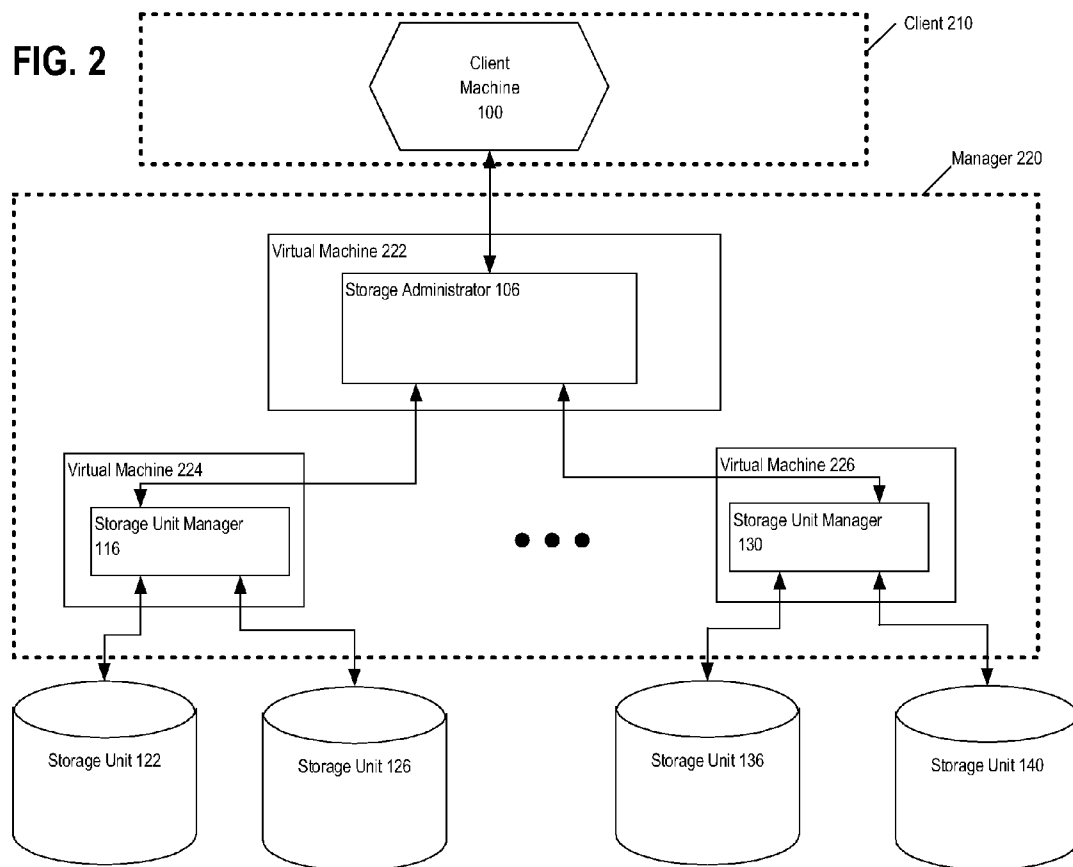 Client 210
FIG. 2
Client
Machine
100
Manager 220
Virtual Machine 222
Storage Administrator 106
Virtual Machine 224
Virtual Machine 226
Storage Unit Manager
116
Storage Unit Manager
130
Storage Unit 122
Storage Unit 126
Storage Unit 136
Storage Unit 140